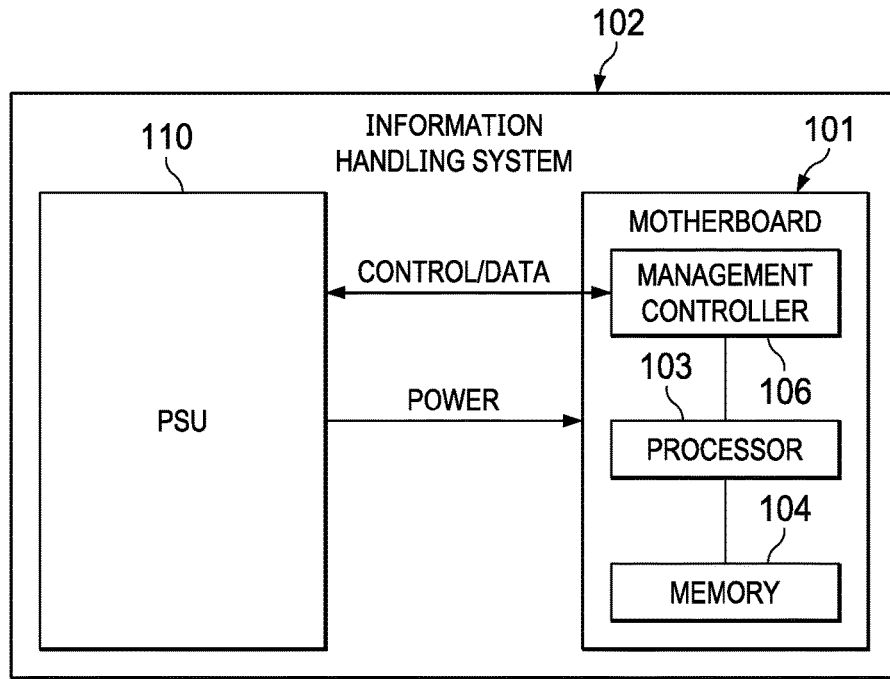 102
INFORMATION
HANDLING SYSTEM
110
101
MOTHERBOARD
CONTROL/DATA
MANAGEMENT
CONTROLLER
103
106
PSU
POWER
PROCESSOR
104
MEMORY